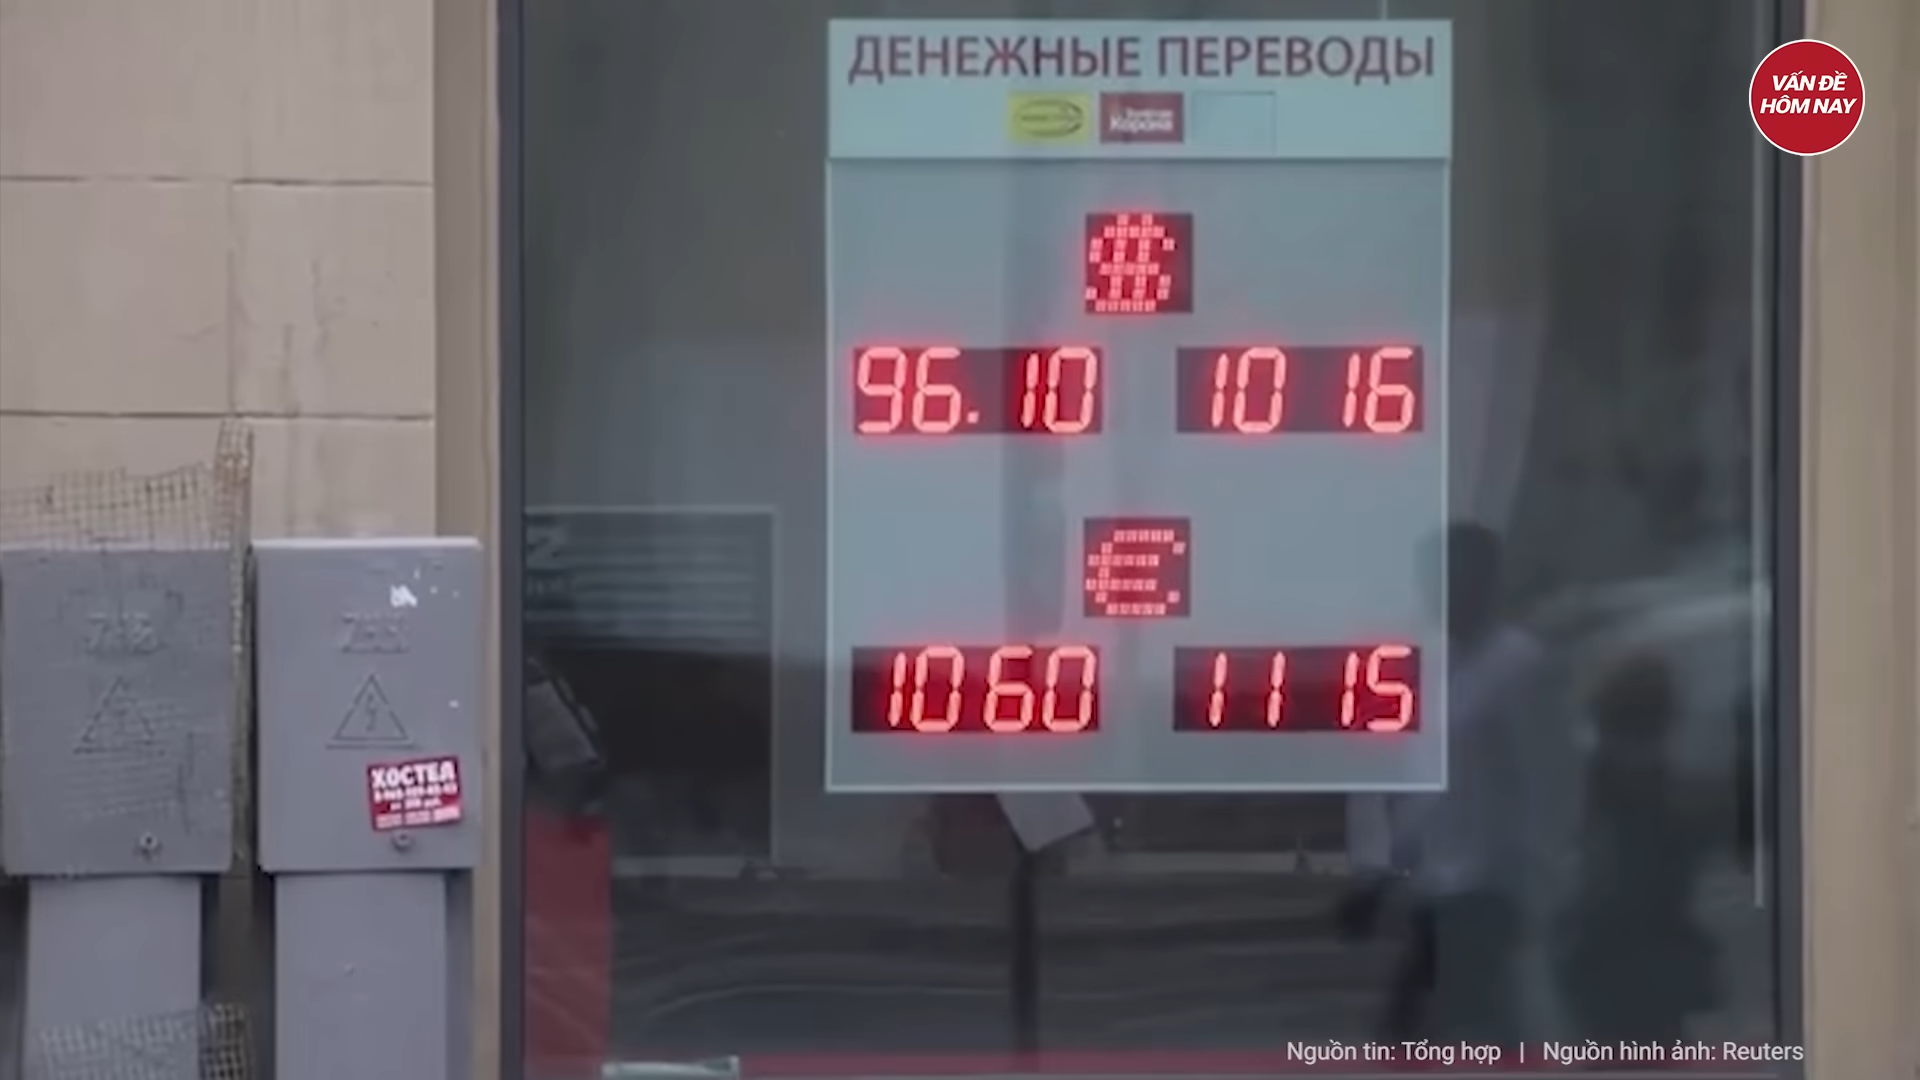 ДЕНЕЖНЫЕ ПЕРЕВОДЫ
Корона
VẤN ĐỀ
HÔM NAY
$
96.10 10 16
€
10 60 11 15
ХОСТЕЛ
Nguồn tin: Tổng hợp | Nguồn hình ảnh: Reuters